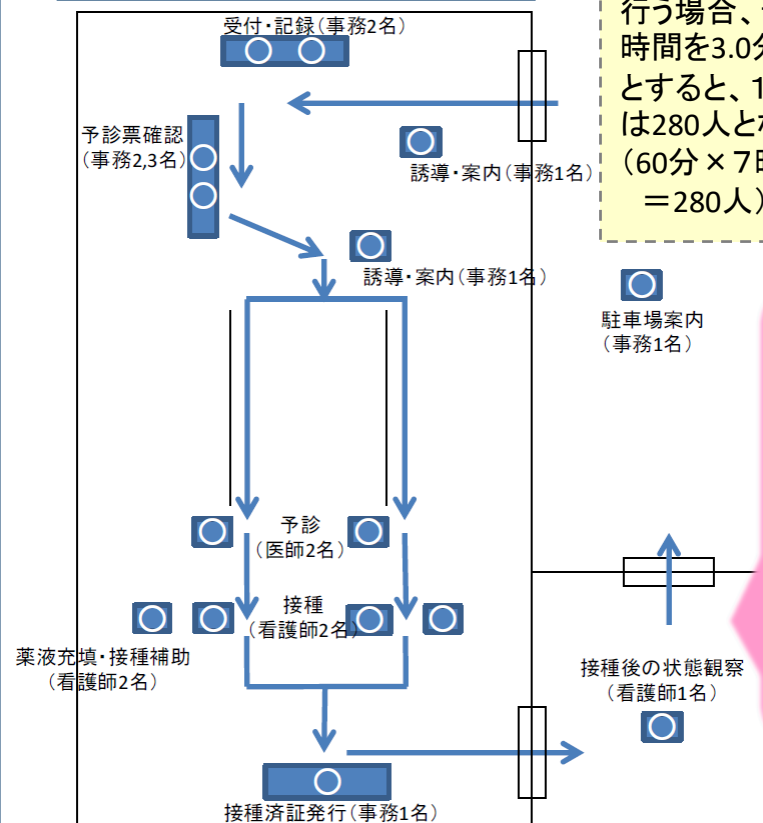 受付・記録（事務2名）
行う場合、
時間を3.0分
とすると、1
は280人と
（60分×7
＝280人）
予診票確認
（事務2,3名）
誘導・案内（事務1名）
誘導・案内（事務1名）
駐車場案内
（事務1名）
予診
（医師2名）
接種
（看護師2名）
薬液充填・接種補助
（看護師2名）
接種後の状態観察
（看護師1名）
接種済証発行（事務1名）